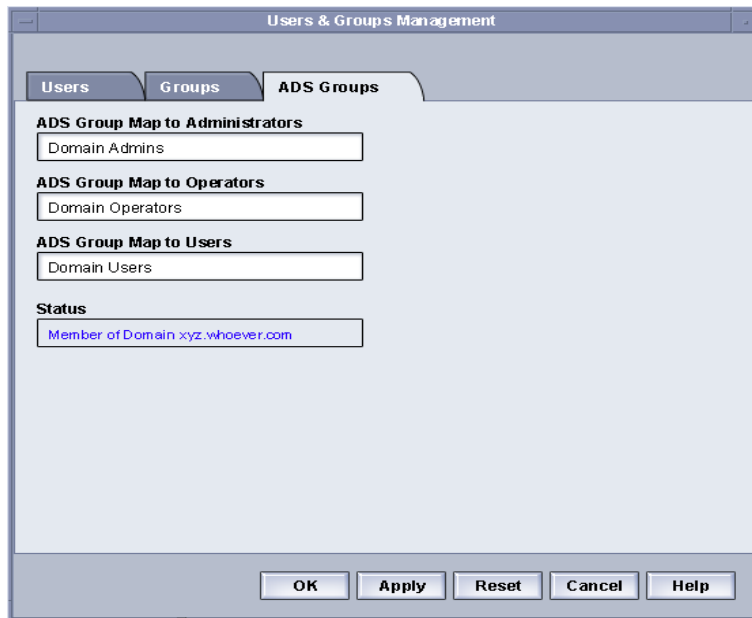 Users & Groups Management
Users Groups ADS Groups
ADS Group Map to Administrators
Domain Admins
ADS Group Map to Operators
Domain Operators
ADS Group Map to Users
Domain Users
Status
Member of Domain xyz.whoever.com
OK Apply Reset Cancel Help